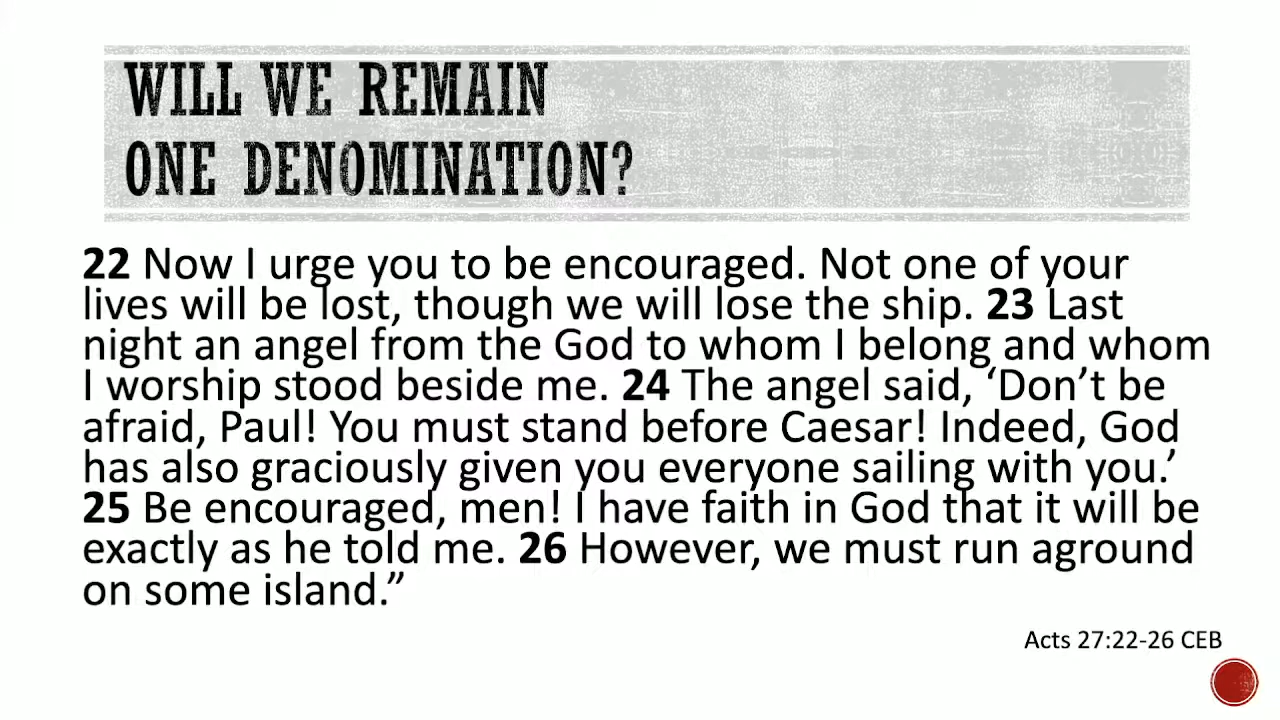 WILL WE REMAIN
ONE DENOMINATION?
22 Now I urge you to be encouraged. Not one of your
lives will be lost, though we will lose the ship. 23 Last
night an angel from the God to whom I belong and whom
I worship stood beside me. 24 The angel said, ‘Don’t be
afraid, Paul! You must stand before Caesar! Indeed, God
has also graciously given you everyone sailing with you.’
25 Be encouraged, men! I have faith in God that it will be
exactly as he told me. 26 However, we must run aground
on some island.”
Acts 27:22-26 CEB